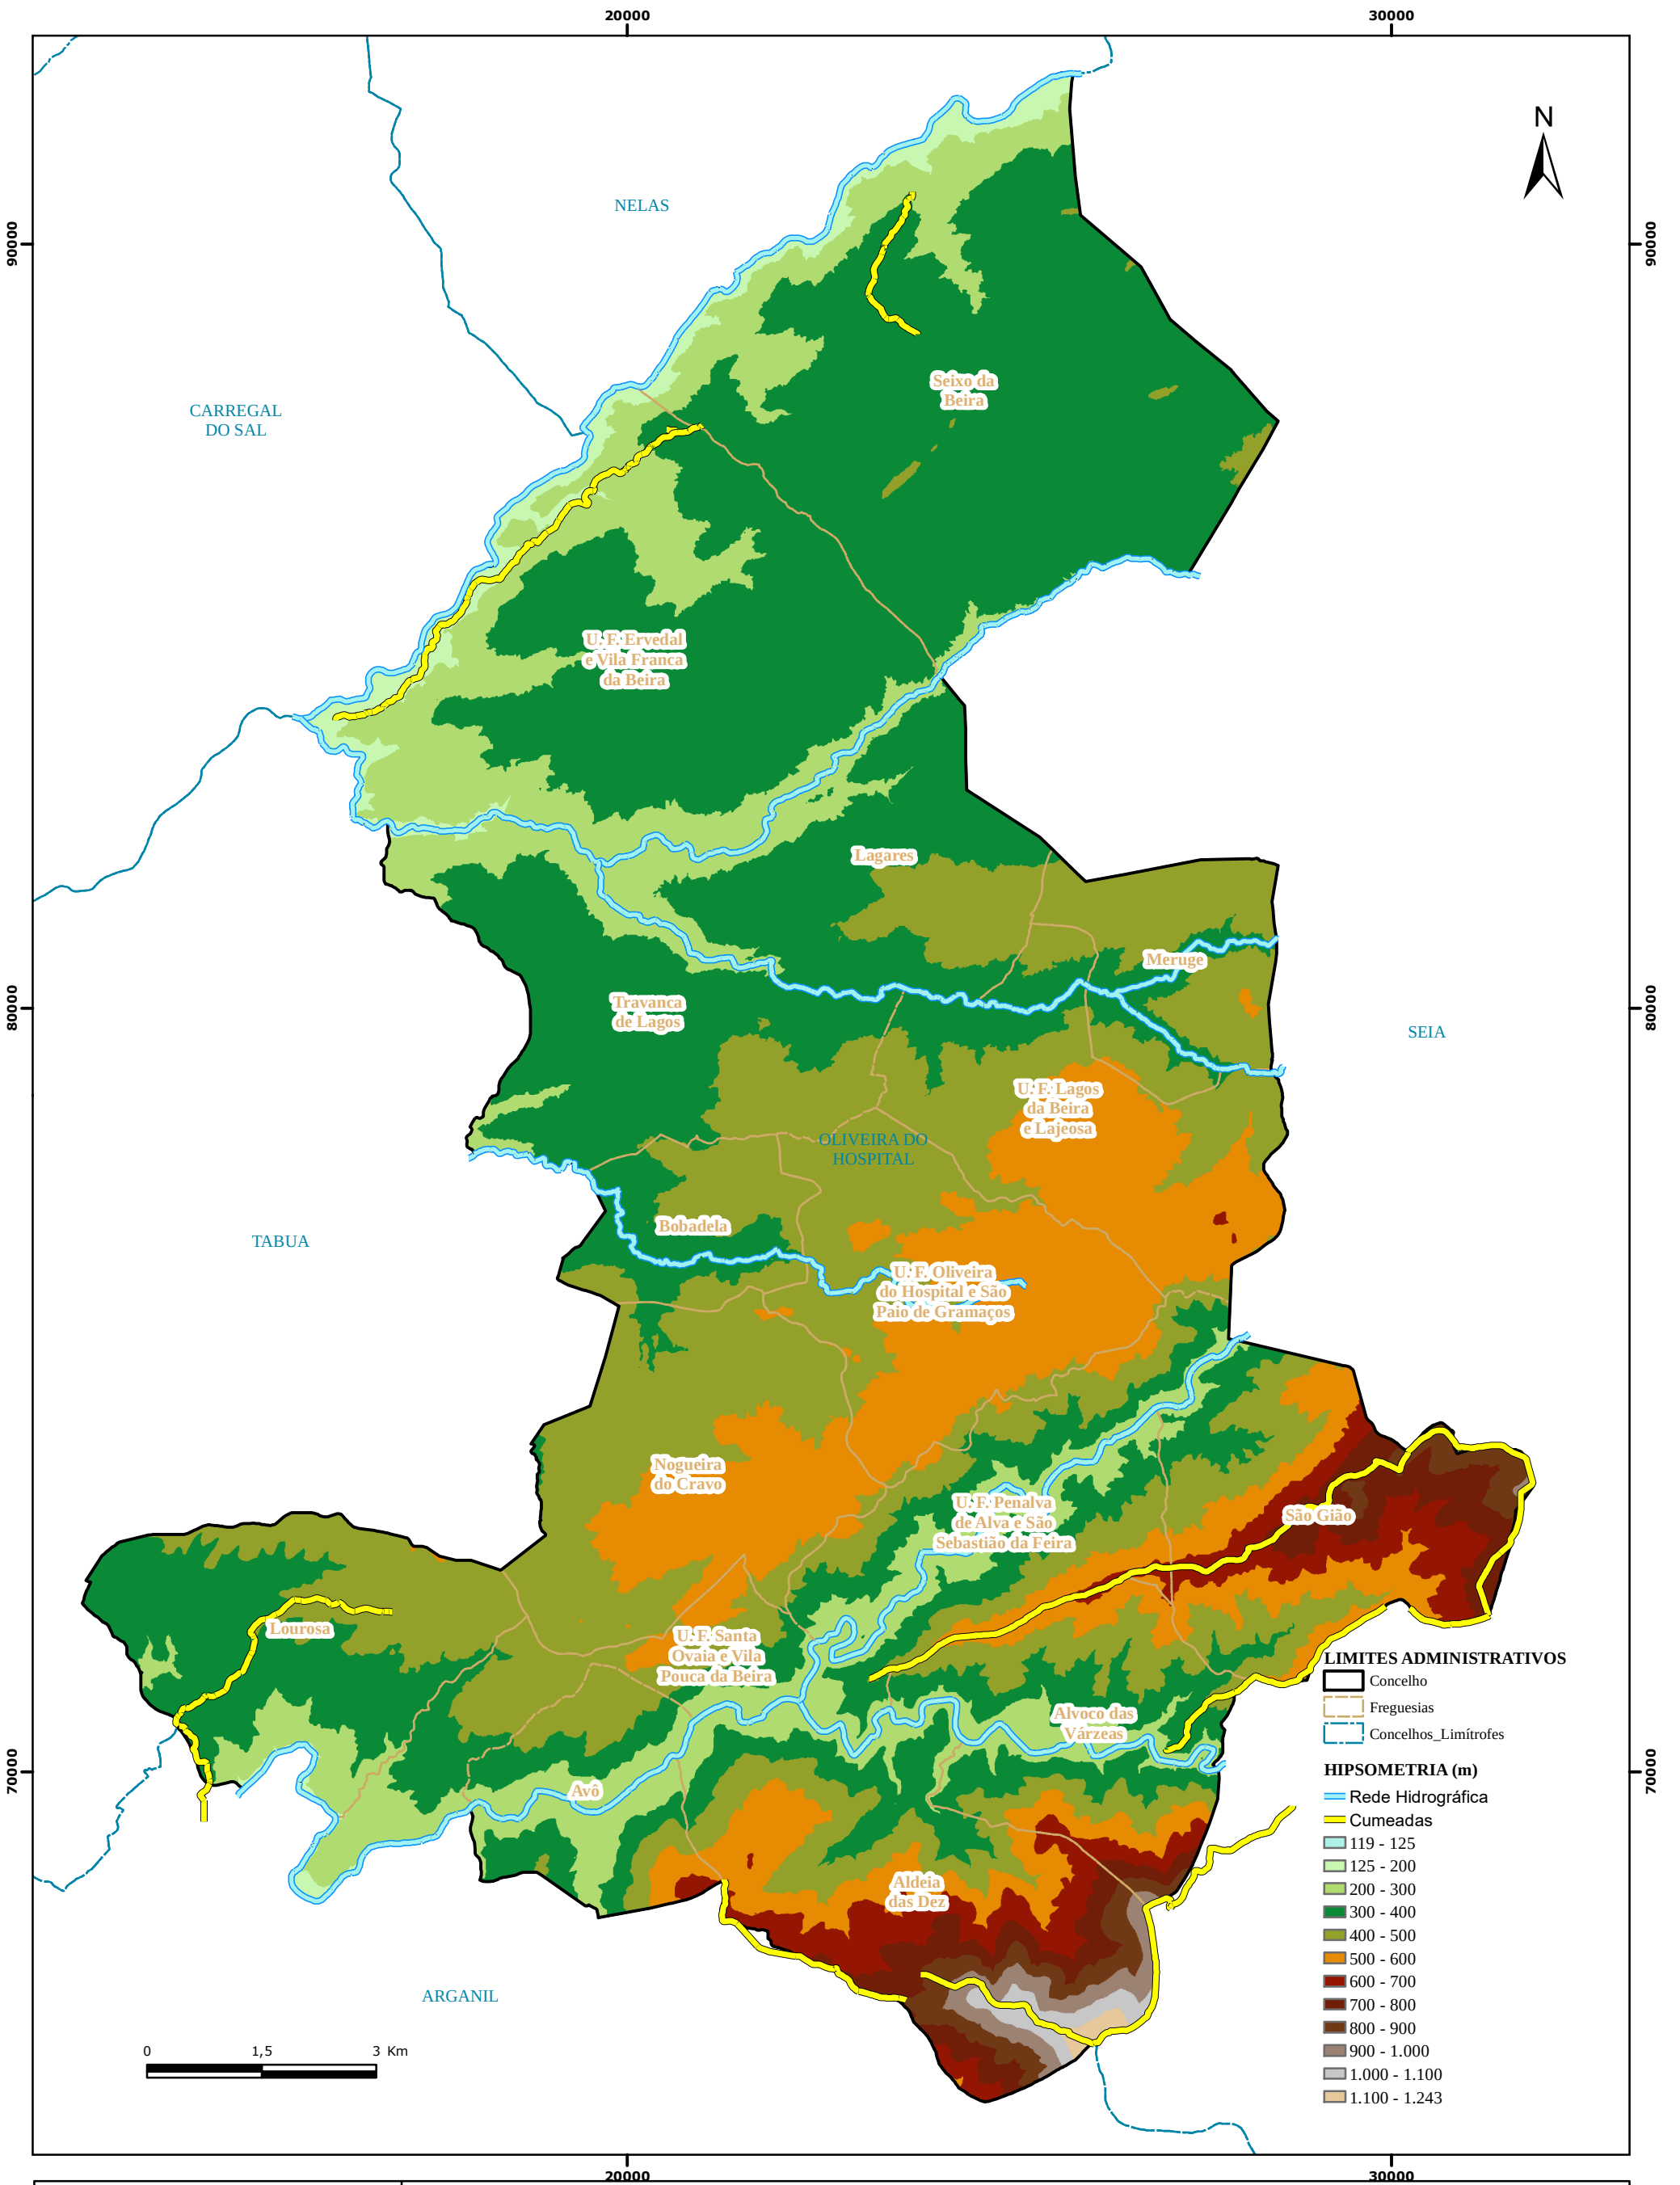 20000
30000
90000
90000
N
NELAS
CARREGAL
DO SAL
Seixo da
Beira
U. F. Ervedal
e Vila Franca
da Beira
Lagares
Meruge
Travanca
de Lagos
80000
80000
SEIA
U. F. Lagos
da Beira
e Lajeosa
OLIVEIRA DO
HOSPITAL
TABUA
Bobadela
U. F. Oliveira
do Hospital e São
Paio de Gramaços
Nogueira
do Cravo
U. F. Penalva
de Alva e São
Sebastião da Feira
São Gião
Lourosa
U. F. Santa
Ovaia e Vila
Pouca da Beira
Alvoco das
Várzeas
Avô
70000
70000
Aldeia
das Dez
ARGANIL
LIMITES ADMINISTRATIVOS
Concelho
Freguesias
Concelhos_Limítrofes
HIPSOMETRIA (m)
Rede Hidrográfica
Cumeadas
119 - 125
125 - 200
200 - 300
300 - 400
400 - 500
500 - 600
600 - 700
700 - 800
800 - 900
900 - 1.000
1.000 - 1.100
1.100 - 1.243
0 1,5 3 Km
20000
30000